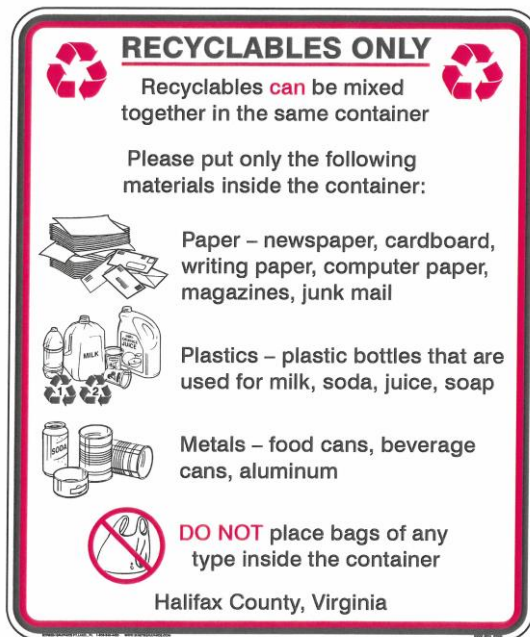 RECYCLABLES ONLY
Recyclables can be mixed
together in the same container
Please put only the following
materials inside the container:
Paper – newspaper, cardboard,
writing paper, computer paper,
magazines, junk mail
MILK
JUICE
1 2
Plastics – plastic bottles that are
used for milk, soda, juice, soap
SODA
Metals – food cans, beverage
cans, aluminum
DO NOT place bags of any
type inside the container
Halifax County, Virginia